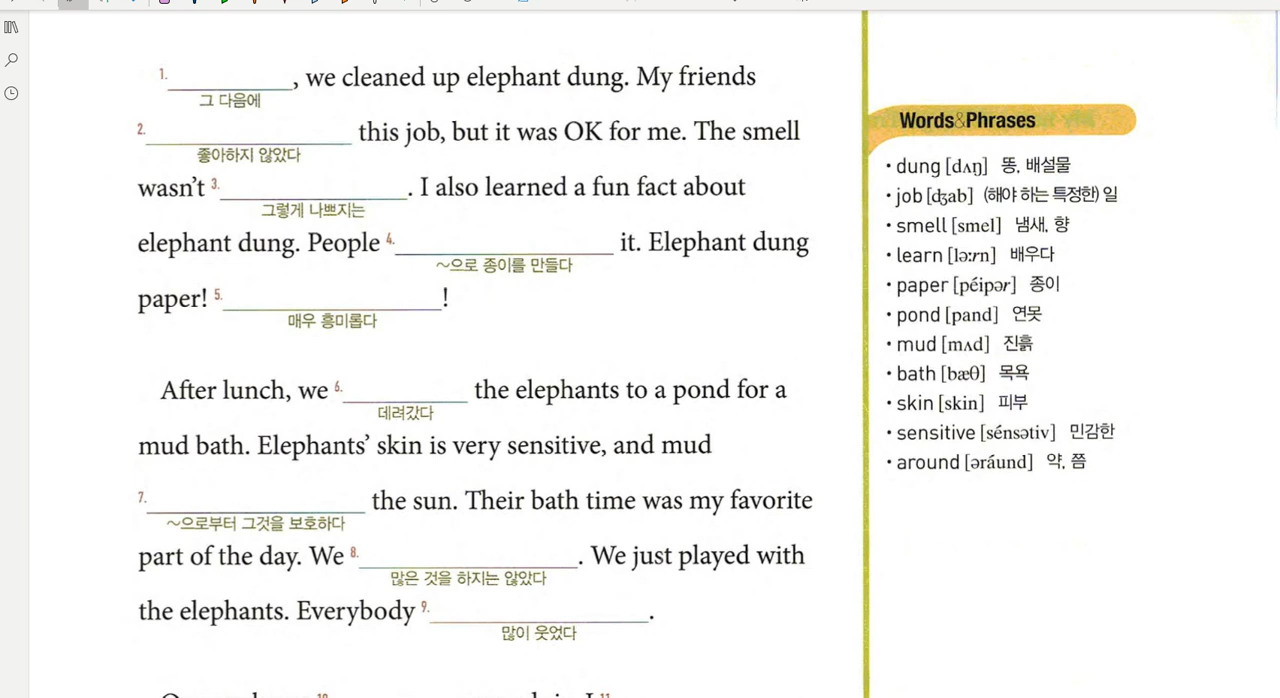 1. ________, we cleaned up elephant dung. My friends
그 다음에
2. ________ this job, but it was OK for me. The smell
좋아하지 않았다
wasn't 3. ________. I also learned a fun fact about
그렇게 나쁘지는
elephant dung. People 4. ________ it. Elephant dung
～으로 종이를 만들다
paper! 5. ________!
매우 흥미롭다
After lunch, we 6. ________ the elephants to a pond for a
데려갔다
mud bath. Elephants' skin is very sensitive, and mud
7. ________ the sun. Their bath time was my favorite
～으로부터 그것을 보호하다
part of the day. We 8. ________. We just played with
많은 것을 하지는 않았다
the elephants. Everybody 9. ________.
많이 웃었다
Words&Phrases
• dung [dʌŋ] 똥, 배설물
• job [dʒab] (해야 하는 특정한) 일
• smell [smel] 냄새, 향
• learn [ləːrn] 배우다
• paper [péipər] 종이
• pond [pand] 연못
• mud [mʌd] 진흙
• bath [bæθ] 목욕
• skin [skin] 피부
• sensitive [sénsətiv] 민감한
• around [əráund] 약, 쯤